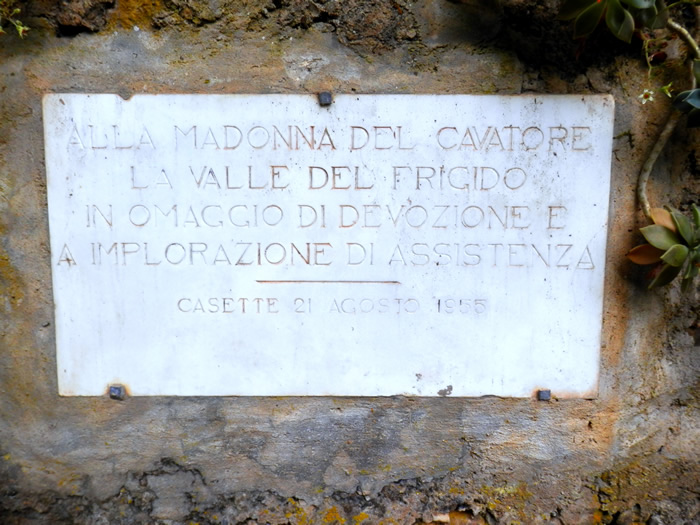 ALLA MADONNA DEL CAVATORE
LA VALLE DEL FRIGIDO
IN OMAGGIO DI DEVOZIONE E
A IMPLORAZIONE DI ASSISTENZA
CASETTE 21 AGOSTO 1955